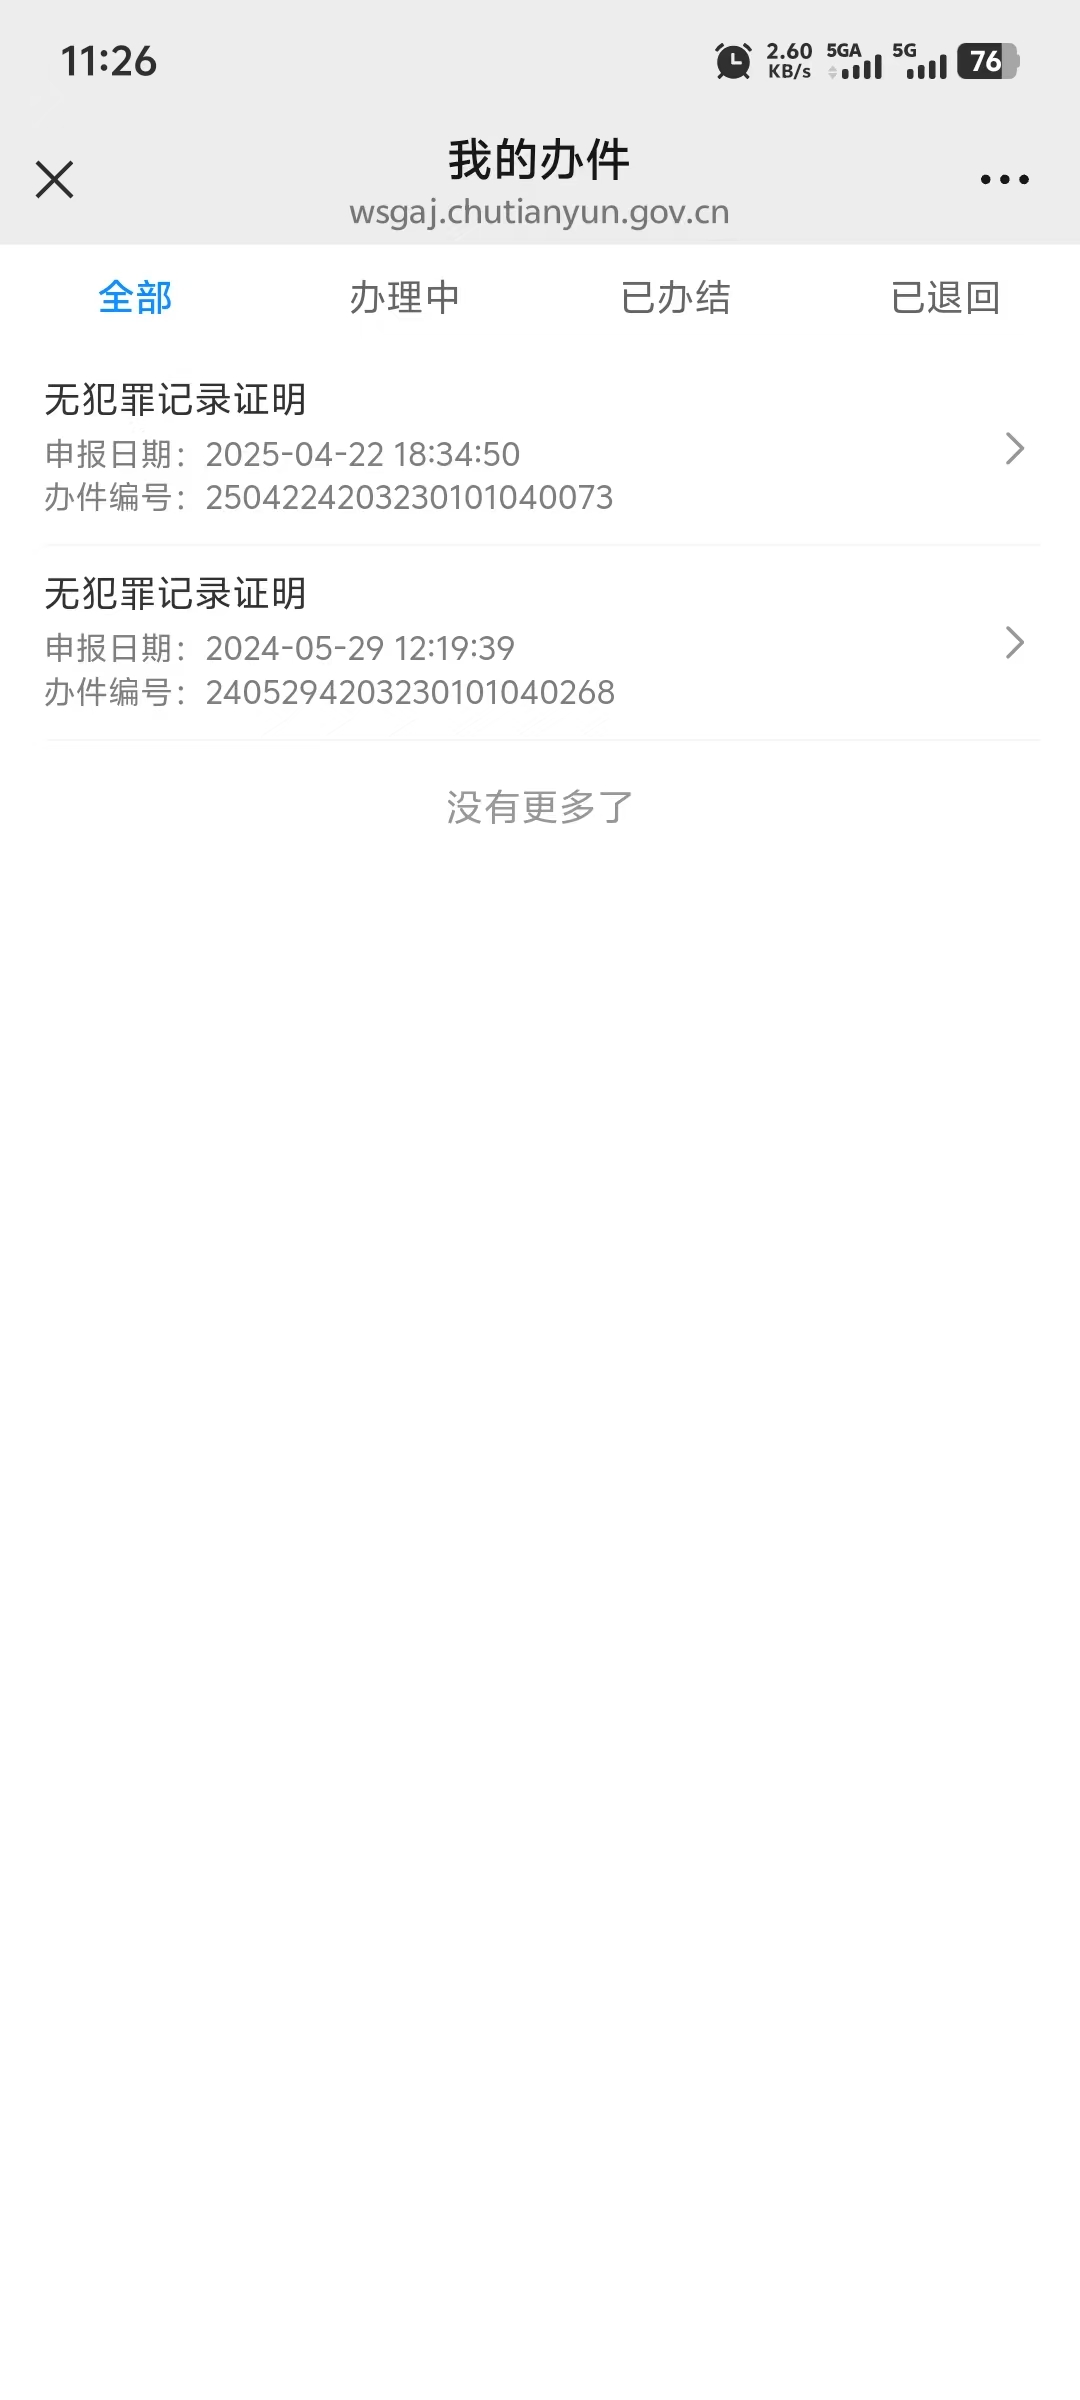 11:26
2.60 KB/s 5GA 5G 76
我的办件
wsgaj.chutianyun.gov.cn
全部 办理中 已办结 已退回
无犯罪记录证明
申报日期：2025-04-22 18:34:50
办件编号：2504224203230101040073
无犯罪记录证明
申报日期：2024-05-29 12:19:39
办件编号：2405294203230101040268
没有更多了